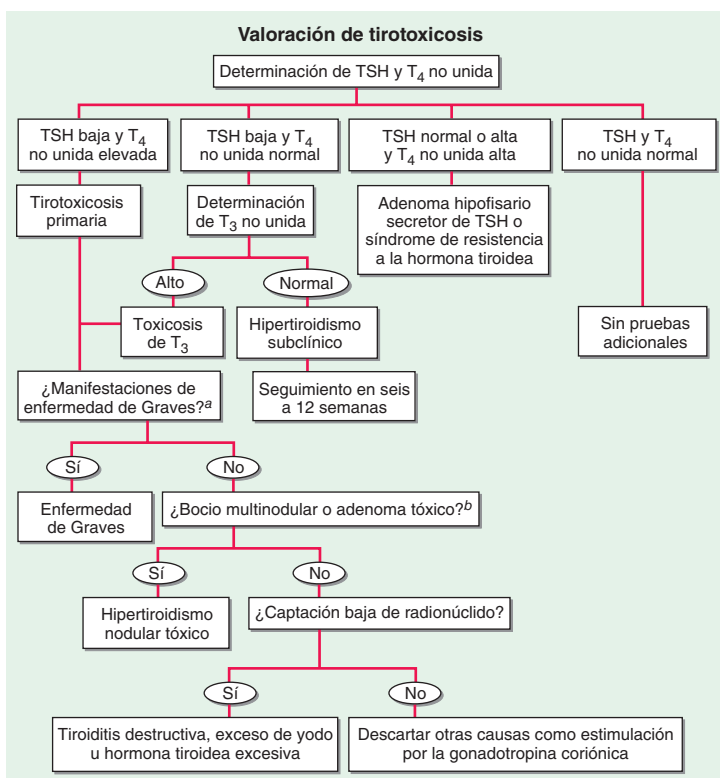 Valoración de tirotoxicosis
Determinación de TSH y T4 no unida
TSH baja y T4
no unida elevada
TSH baja y T4
no unida normal
TSH normal o alta
y T4 no unida alta
TSH y T4
no unida normal
Tirotoxicosis
primaria
Determinación
de T3 no unida
Adenoma hipofisario
secretor de TSH o
síndrome de resistencia
a la hormona tiroidea
Alto
Normal
Toxicosis
de T3
Hipertiroidismo
subclínico
Sin pruebas
adicionales
¿Manifestaciones de
enfermedad de Graves?a
Seguimiento en seis
a 12 semanas
Sí
No
Enfermedad
de Graves
¿Bocio multinodular o adenoma tóxico?b
Sí
No
Hipertiroidismo
nodular tóxico
¿Captación baja de radionúclido?
Sí
No
Tiroiditis destructiva, exceso de yodo
u hormona tiroidea excesiva
Descartar otras causas como estimulación
por la gonadotropina coriónica